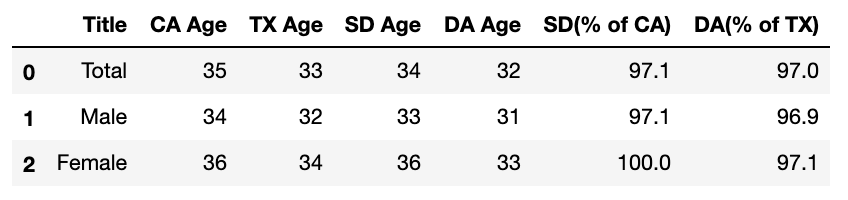 Title CA Age TX Age SD Age DA Age SD(% of CA) DA(% of TX)
0 Total 35 33 34 32 97.1 97.0
1 Male 34 32 33 31 97.1 96.9
2 Female 36 34 36 33 100.0 97.1